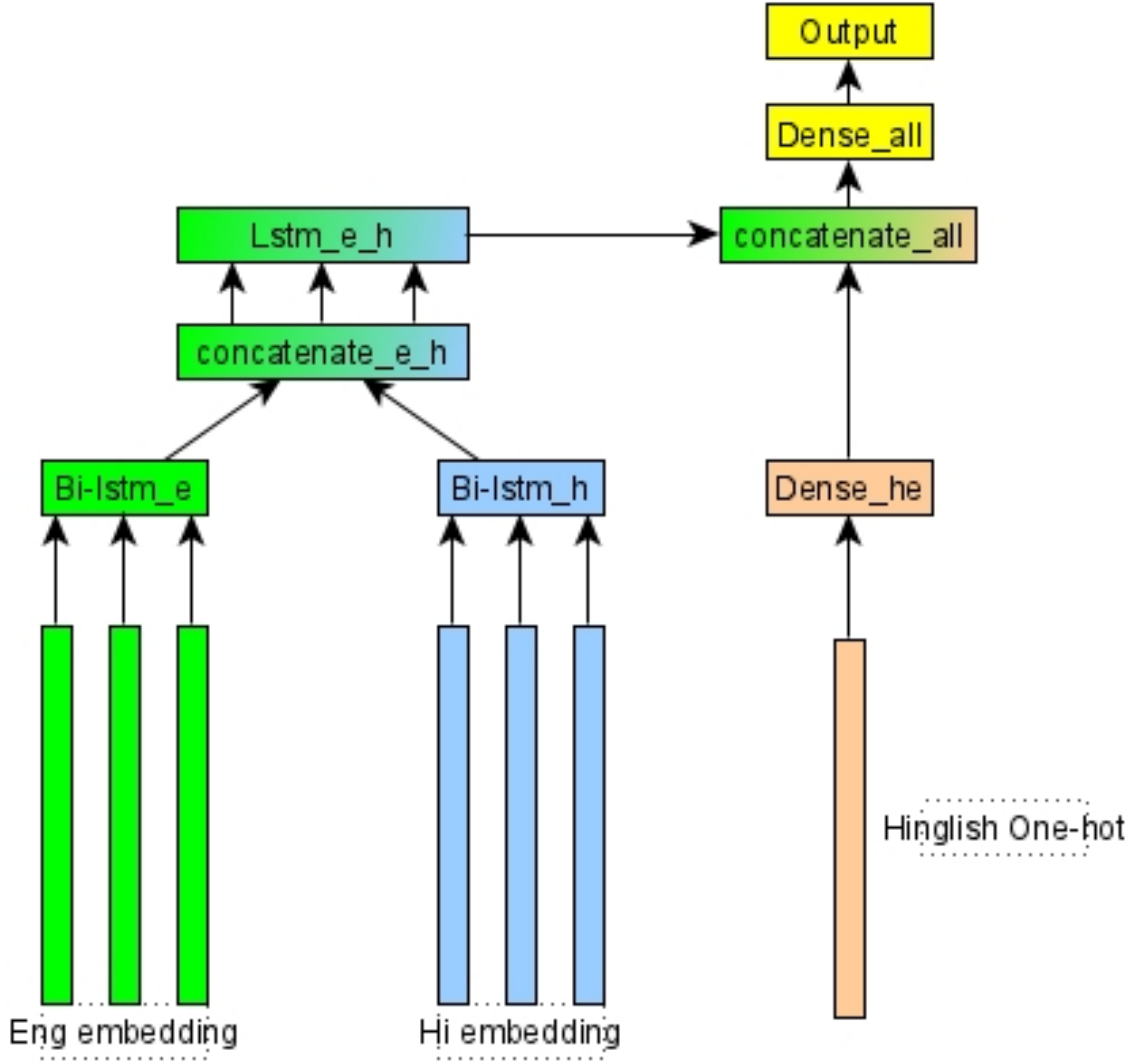 Output
Dense_all
Lstm_e_h
concatenate_all
concatenate_e_h
Bi-lstm_e
Bi-lstm_h
Dense_he
Hinglish One-hot
Eng embedding
Hi embedding